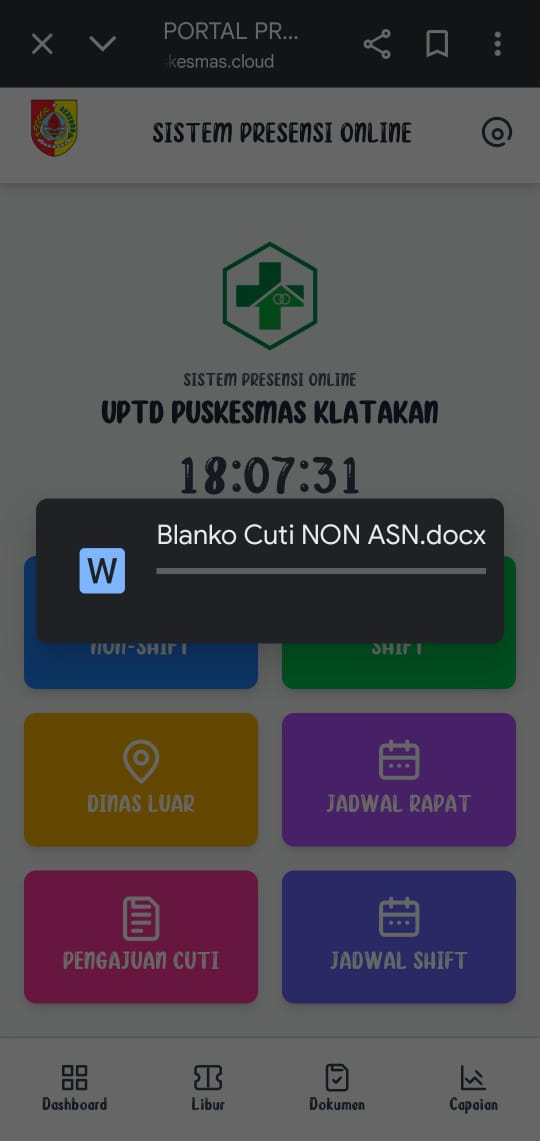 PORTAL PR...
kesmas.cloud
SISTEM PRESENSI ONLINE
SISTEM PRESENSI ONLINE
UPTD PUSKESMAS KLATAKAN
18:07:31
W
Blanko Cuti NON ASN.docx
NON-SHIFT
SHIFT
DINAS LUAR
JADWAL RAPAT
PENGAJUAN CUTI
JADWAL SHIFT
Dashboard
Libur
Dokumen
Capaian